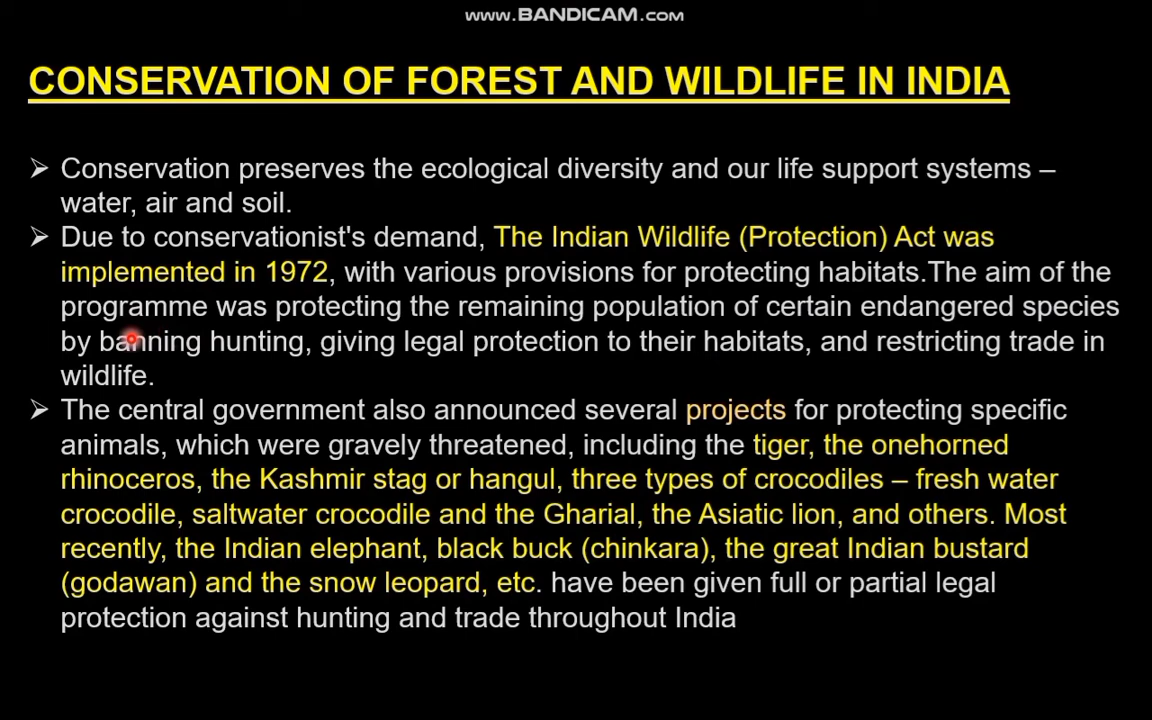 www.BANDICAM.com
CONSERVATION OF FOREST AND WILDLIFE IN INDIA
➢ Conservation preserves the ecological diversity and our life support systems –
water, air and soil.
➢ Due to conservationist's demand, The Indian Wildlife (Protection) Act was
implemented in 1972, with various provisions for protecting habitats.The aim of the
programme was protecting the remaining population of certain endangered species
by banning hunting, giving legal protection to their habitats, and restricting trade in
wildlife.
➢ The central government also announced several projects for protecting specific
animals, which were gravely threatened, including the tiger, the onehorned
rhinoceros, the Kashmir stag or hangul, three types of crocodiles – fresh water
crocodile, saltwater crocodile and the Gharial, the Asiatic lion, and others. Most
recently, the Indian elephant, black buck (chinkara), the great Indian bustard
(godawan) and the snow leopard, etc. have been given full or partial legal
protection against hunting and trade throughout India